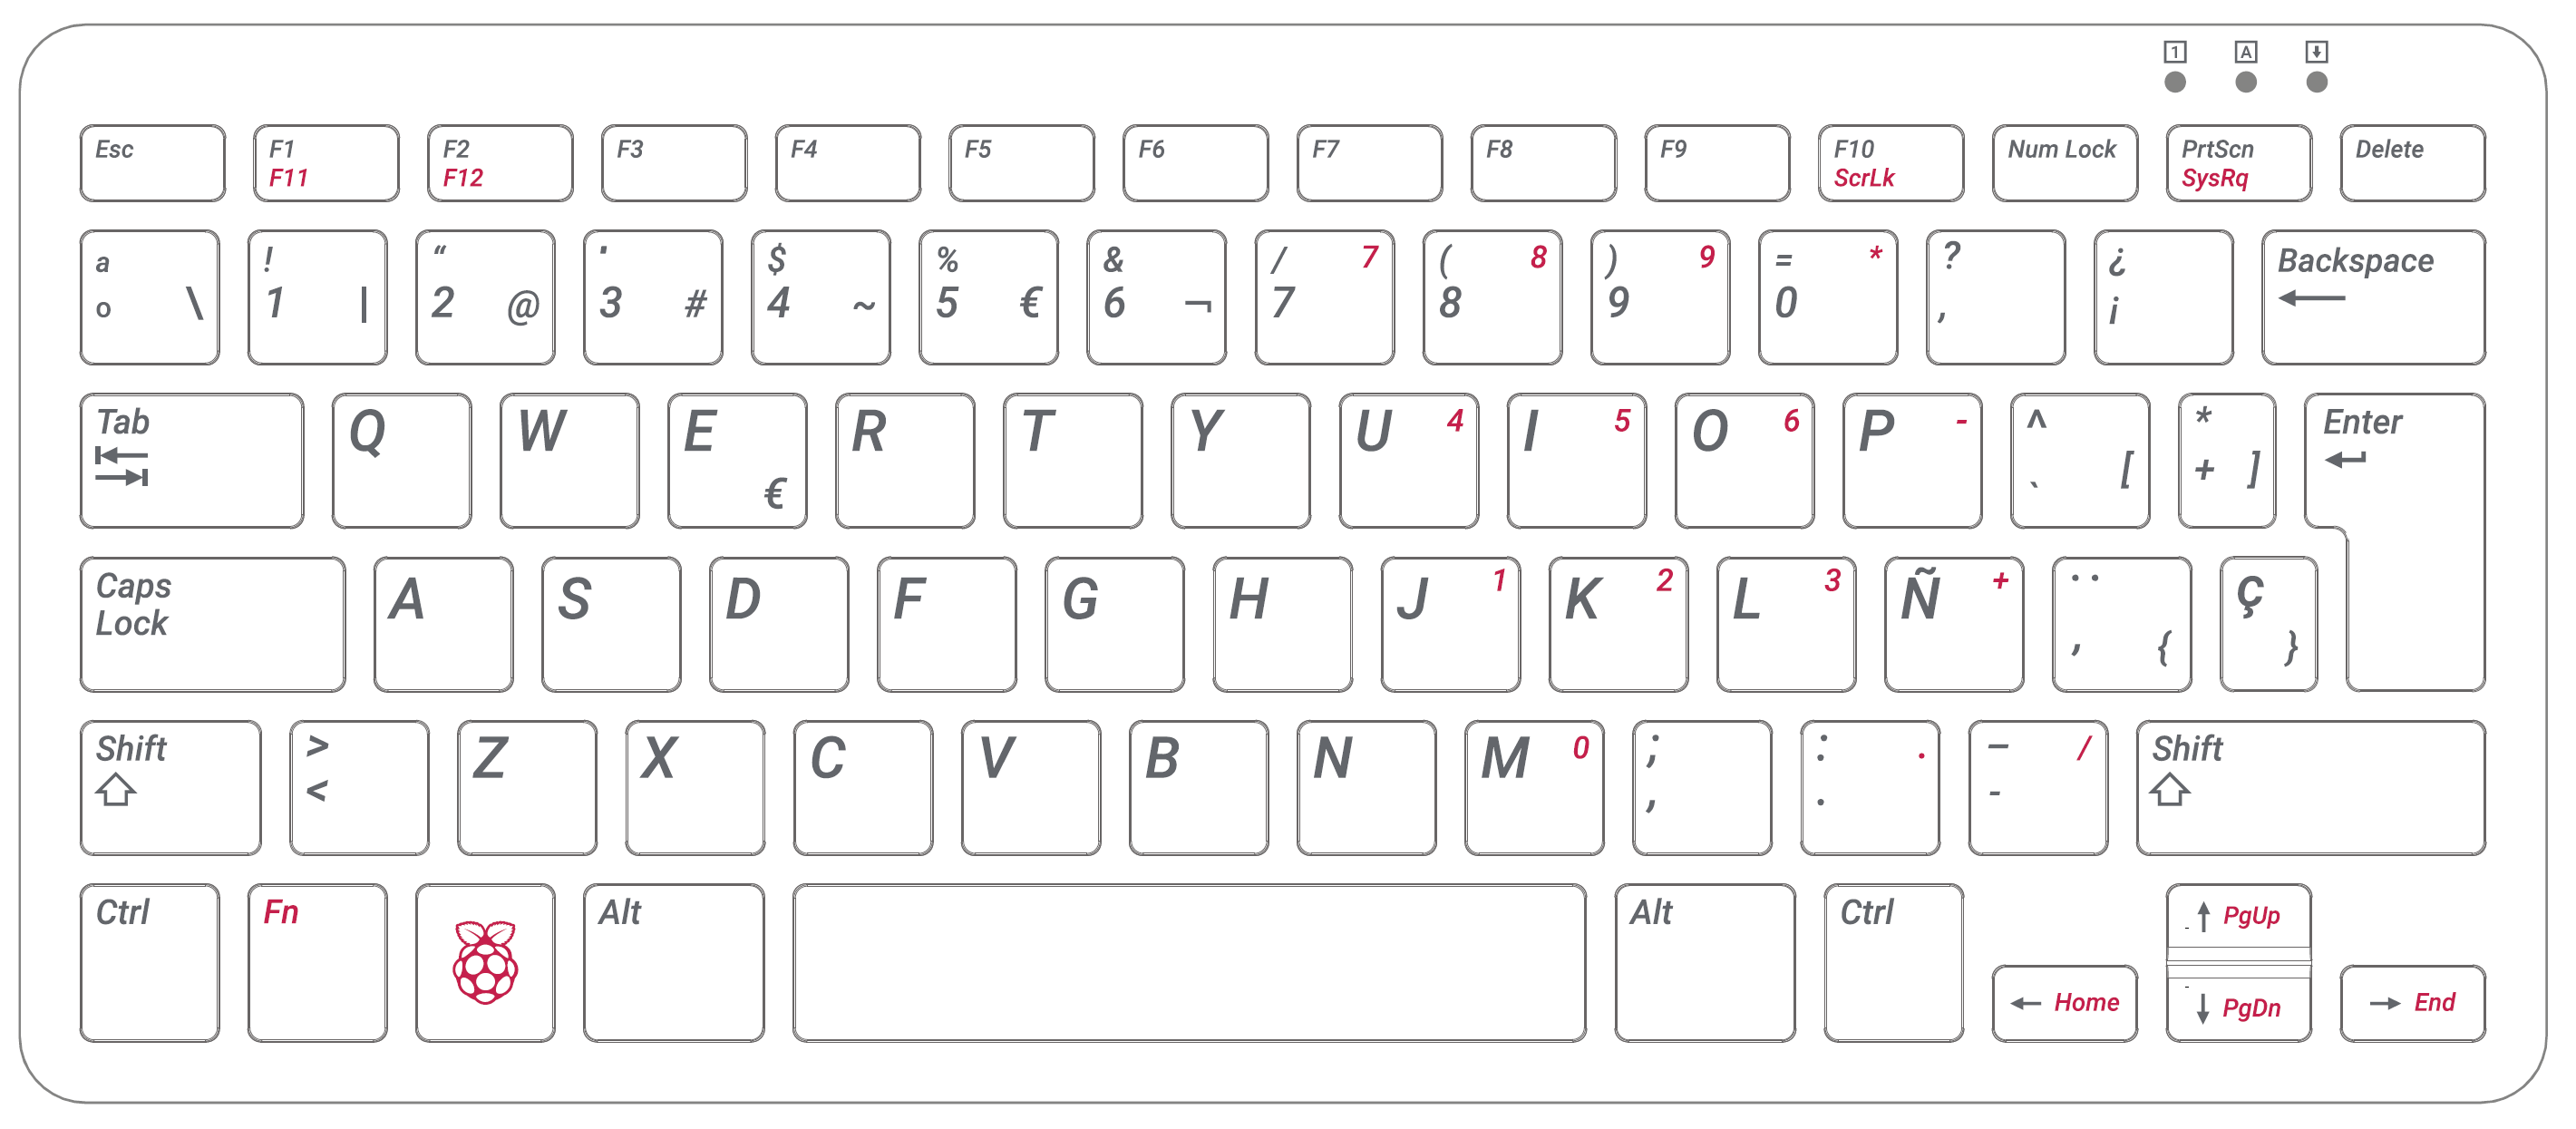 1 A
Esc F1 F2 F3 F4 F5 F6 F7 F8 F9 F10 Num Lock PrtScn Delete
F11 F12 ScrLk SysRq
a ! “ · $ % & / 7 ( 8 ) 9 = * ? ¿ Backspace
o \ 1 | 2 @ 3 # 4 ~ 5 € 6 ¬ 7 8 9 0 , ¡
Tab Q W E R T Y U 4 I 5 O 6 P - ^ * Enter
€ ` [ + ]
Caps A S D F G H J 1 K 2 L 3 Ñ + ¨ Ç
Lock , { }
Shift > Z X C V B N M 0 ; : . – / Shift
< , . -
Ctrl Fn Alt Alt Ctrl ↑ PgUp
← Home ↓ PgDn → End